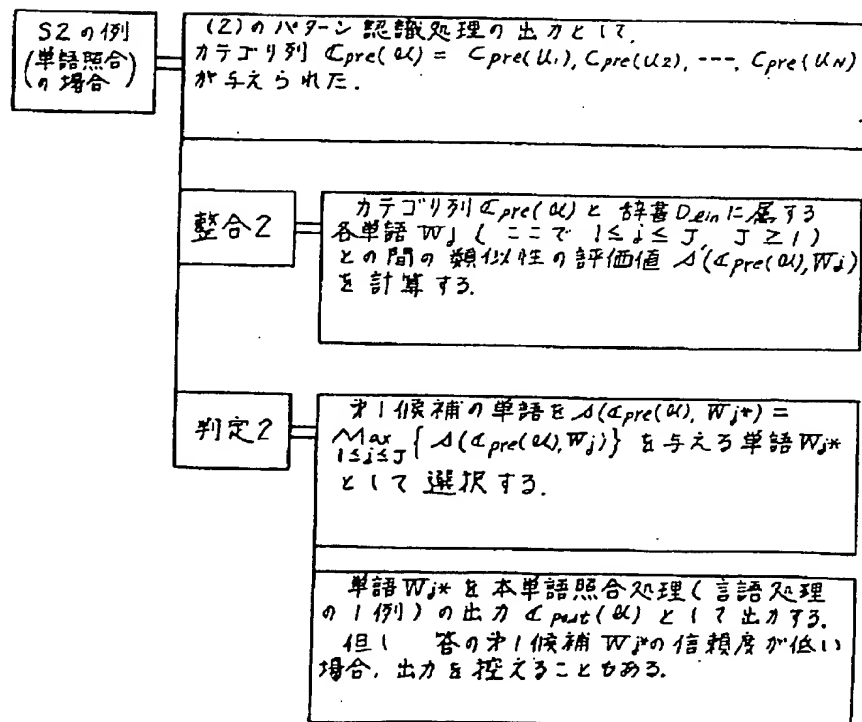 S2の例
(単語照合)
の場合
(2)のパターン認識処理の出力として、
カテゴリ列 ℂpre(𝒰) = Cpre(U1), Cpre(U2), ---, Cpre(UN)
が与えられた.
整合2
カテゴリ列 ℂpre(𝒰) と 辞書 Dlinに属する
各単語 Wj ( ここで 1≤j≤J, J≥1 )
との間の類似性の評価値 s(ℂpre(𝒰),Wj)
を計算する.
判定2
第1候補の単語を s(ℂpre(𝒰), Wj*) =
Max 1≤j≤J { s(ℂpre(𝒰),Wj)} を与える単語Wj*
として 選択する.
単語Wj* を本単語照合処理(言語処理
の1例)の出力 ℂpost(𝒰) として出力する.
但し 答の第1候補 Wj*の信頼度が低い
場合, 出力を控えることもある.